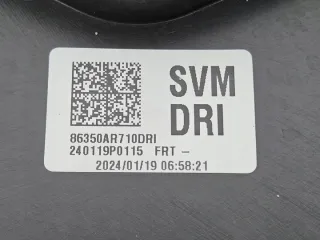 SVM
DRI
86350AR710DRI
240119P0115 FRT -
2024/01/19 06:58:21